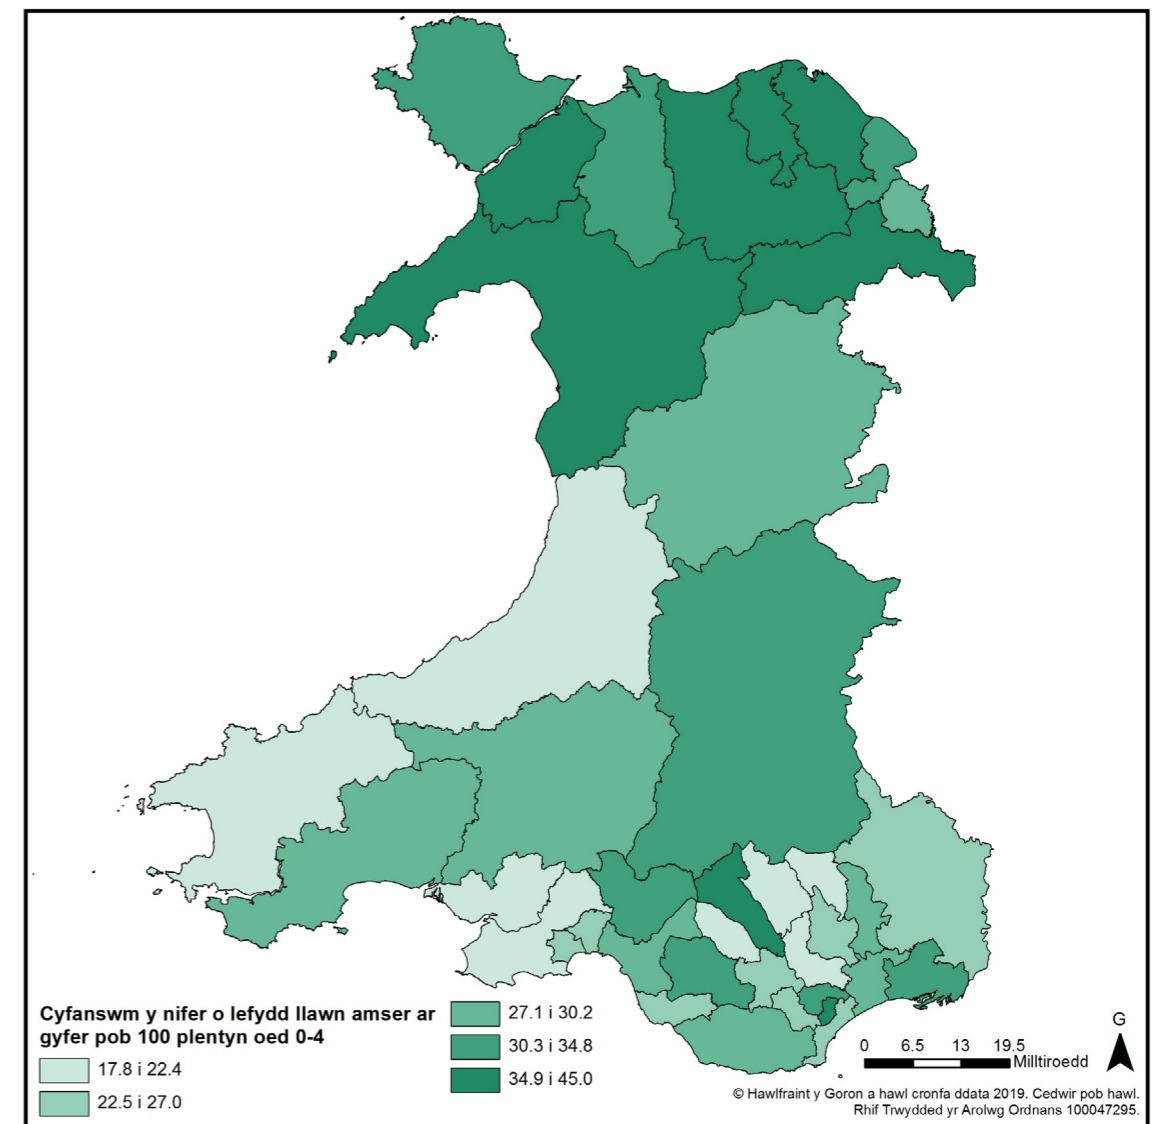 Cyfanswm y nifer o lefydd llawn amser ar
gyfer pob 100 plentyn oed 0-4
17.8 i 22.4
22.5 i 27.0
27.1 i 30.2
30.3 i 34.8
34.9 i 45.0
G
0 6.5 13 19.5
Milltiroedd
© Hawlfraint y Goron a hawl cronfa ddata 2019. Cedwir pob hawl.
Rhif Trwydded yr Arolwg Ordnans 100047295.